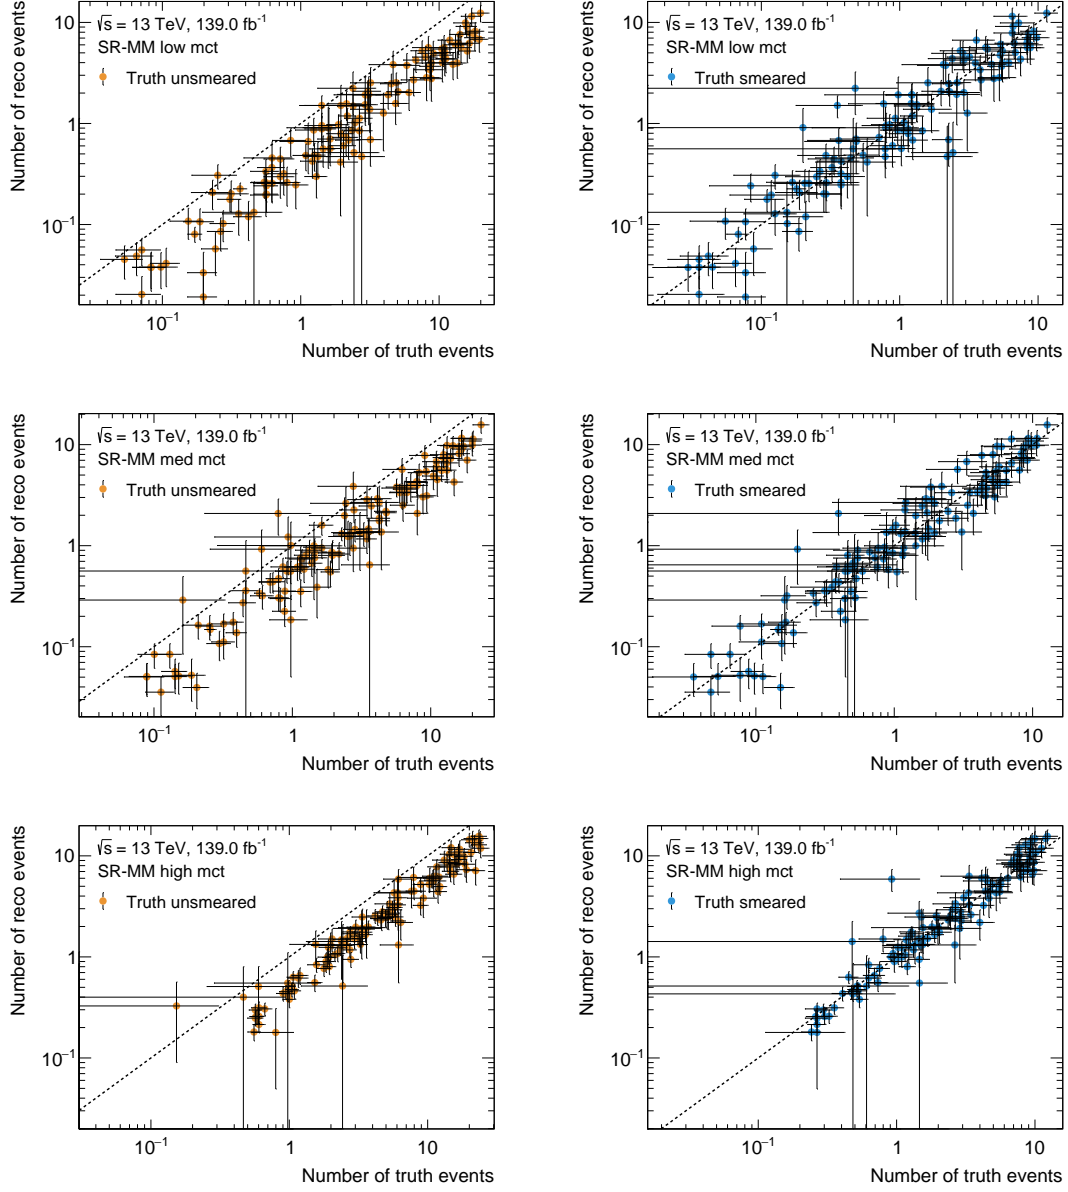 Number of reco events
10
1
10⁻¹
√s = 13 TeV, 139.0 fb⁻¹
SR-MM low mct
Truth unsmeared
10⁻¹ 1 10
Number of truth events
Number of reco events
10
1
10⁻¹
√s = 13 TeV, 139.0 fb⁻¹
SR-MM low mct
Truth smeared
10⁻¹ 1 10
Number of truth events
Number of reco events
10
1
10⁻¹
√s = 13 TeV, 139.0 fb⁻¹
SR-MM med mct
Truth unsmeared
10⁻¹ 1 10
Number of truth events
Number of reco events
10
1
10⁻¹
√s = 13 TeV, 139.0 fb⁻¹
SR-MM med mct
Truth smeared
10⁻¹ 1 10
Number of truth events
Number of reco events
10
1
10⁻¹
√s = 13 TeV, 139.0 fb⁻¹
SR-MM high mct
Truth unsmeared
10⁻¹ 1 10
Number of truth events
Number of reco events
10
1
10⁻¹
√s = 13 TeV, 139.0 fb⁻¹
SR-MM high mct
Truth smeared
10⁻¹ 1 10
Number of truth events